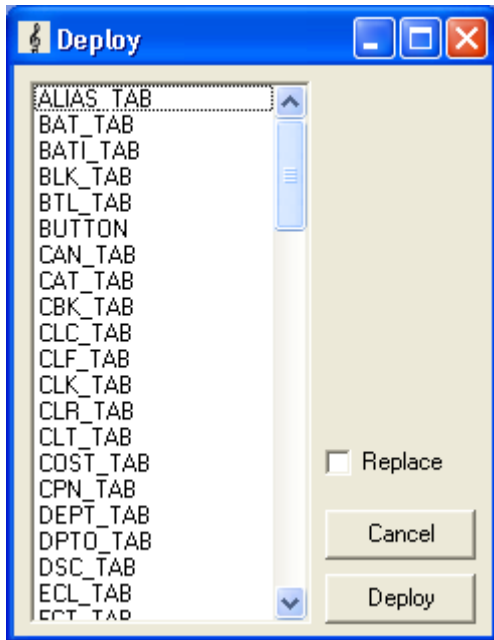 Deploy
ALIAS_TAB
BAT_TAB
BATI_TAB
BLK_TAB
BTL_TAB
BUTTON
CAN_TAB
CAT_TAB
CBK_TAB
CLC_TAB
CLF_TAB
CLK_TAB
CLR_TAB
CLT_TAB
COST_TAB
CPN_TAB
DEPT_TAB
DPTO_TAB
DSC_TAB
ECL_TAB
ECT_TAB
Replace
Cancel
Deploy